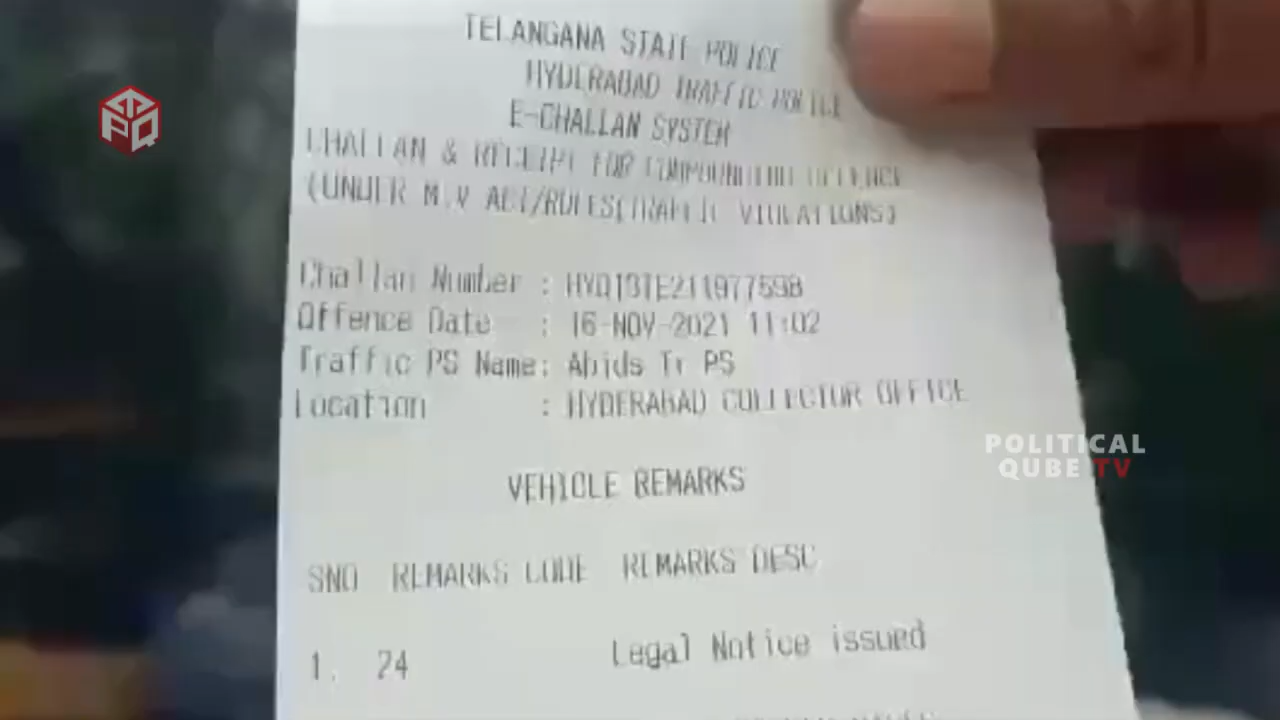 TELANGANA STATE POLICE
HYDERABAD TRAFFIC POLICE
E-CHALLAN SYSTEM
CHALLAN & RECEIPT FOR COMPOUNDING OFFENCE
(UNDER M.V ACT/RULES(TRAFFIC VIOLATIONS)
Challan Number :
Offence Date : 16-NOV-2021 11:02
Traffic PS Name: Abids Tr PS
Location : HYDERABAD COLLECTOR OFFICE
POLITICAL
QUBE TV
VEHICLE REMARKS
SNO REMARKS CODE REMARKS DESC
1. 24 Legal Notice issued